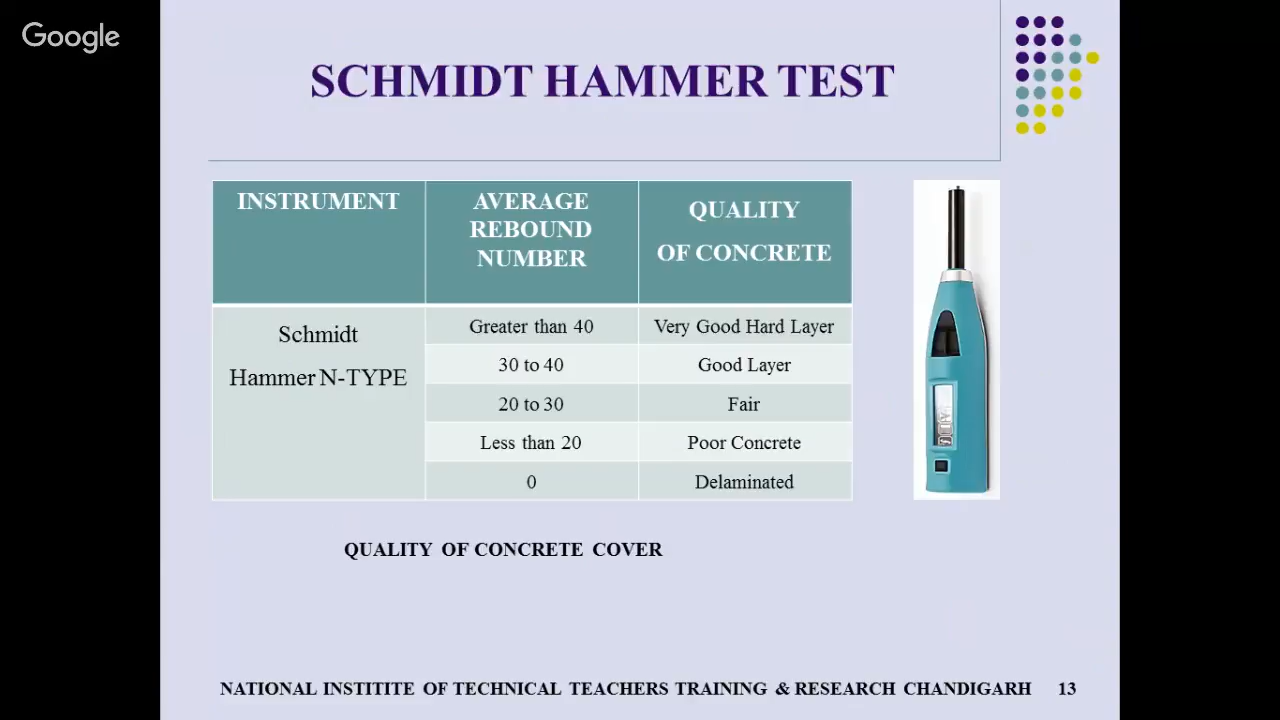 Google
SCHMIDT HAMMER TEST
INSTRUMENT
AVERAGE
REBOUND
NUMBER
QUALITY
OF CONCRETE
Schmidt
Hammer N-TYPE
Greater than 40
Very Good Hard Layer
30 to 40
Good Layer
20 to 30
Fair
Less than 20
Poor Concrete
0
Delaminated
QUALITY OF CONCRETE COVER
NATIONAL INSTITITE OF TECHNICAL TEACHERS TRAINING & RESEARCH CHANDIGARH 13